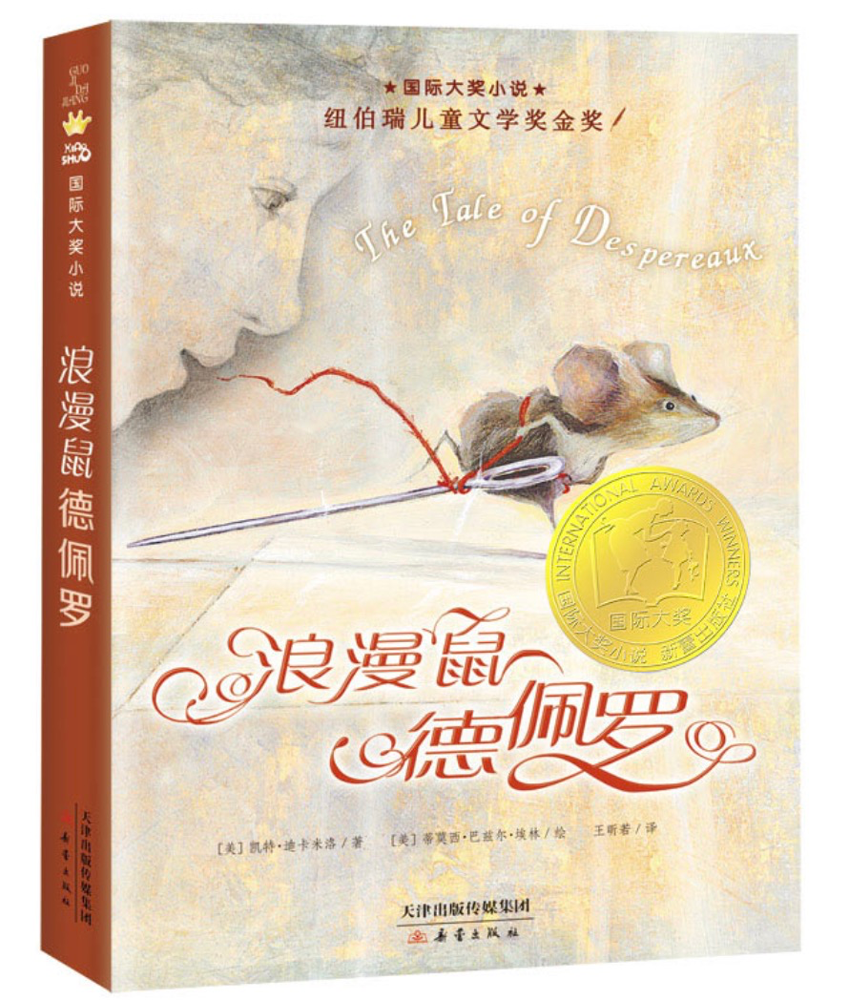 ★国际大奖小说★
纽伯瑞儿童文学奖金奖
The Tale of Despereaux
INTERNATIONAL AWARDS WINNERS
国际大奖
国际大奖小说 新蕾出版社
浪漫鼠
德佩罗
[美]凯特·迪卡米洛/著 [美]蒂莫西·巴兹尔·埃林/绘 王昕若/译
天津出版传媒集团
新蕾出版社
GUO
JI
DA
JIANG
XIAO
SHUO
国际大奖小说
浪漫鼠德佩罗
天津出版传媒集团
新蕾出版社